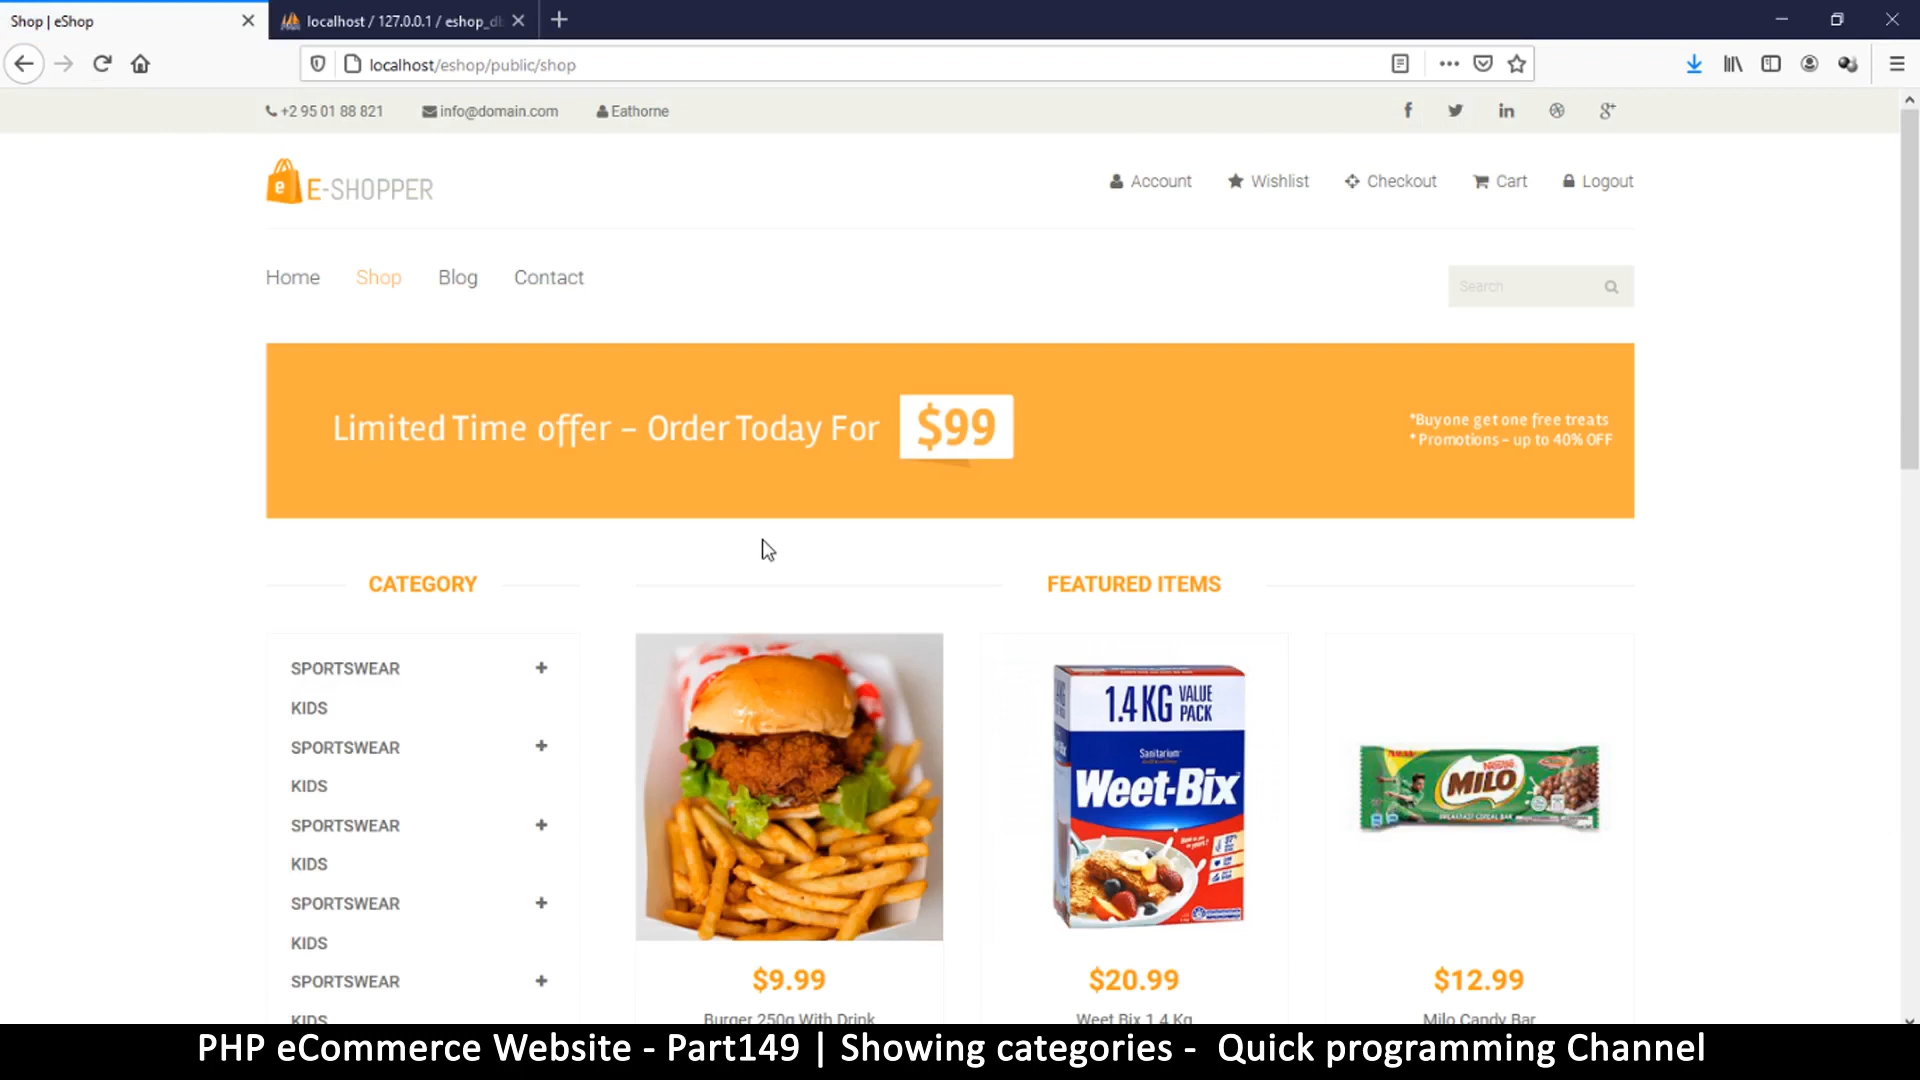 Shop | eShop
localhost / 127.0.0.1 / eshop_d
localhost/eshop/public/shop
+2 95 01 88 821
info@domain.com
Eathorne
E-SHOPPER
Account
Wishlist
Checkout
Cart
Logout
Home
Shop
Blog
Contact
Search
Limited Time offer – Order Today For
$99
*Buy one get one free treats
*Promotions – up to 40% OFF
CATEGORY
FEATURED ITEMS
SPORTSWEAR
KIDS
SPORTSWEAR
KIDS
SPORTSWEAR
KIDS
SPORTSWEAR
KIDS
SPORTSWEAR
KIDS
1.4 KG VALUE PACK
Sanitarium
Weet-Bix
Nestlé
MILO
BREAKFAST CEREAL BAR
$9.99
$20.99
$12.99
Burger 250g With Drink
Weet Bix 1.4 Kg
Milo Candy Bar
PHP eCommerce Website - Part149 | Showing categories - Quick programming Channel